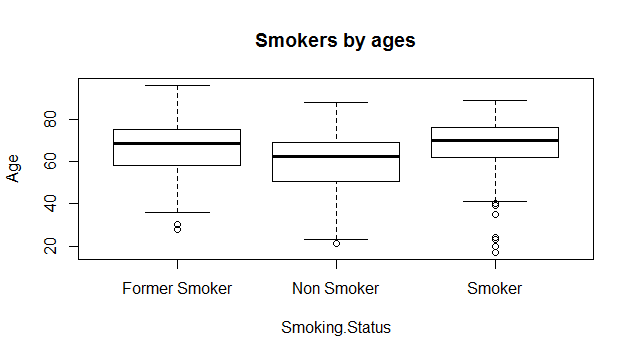 Smokers by ages
Age
80
60
40
20
Former Smoker
Non Smoker
Smoker
Smoking.Status